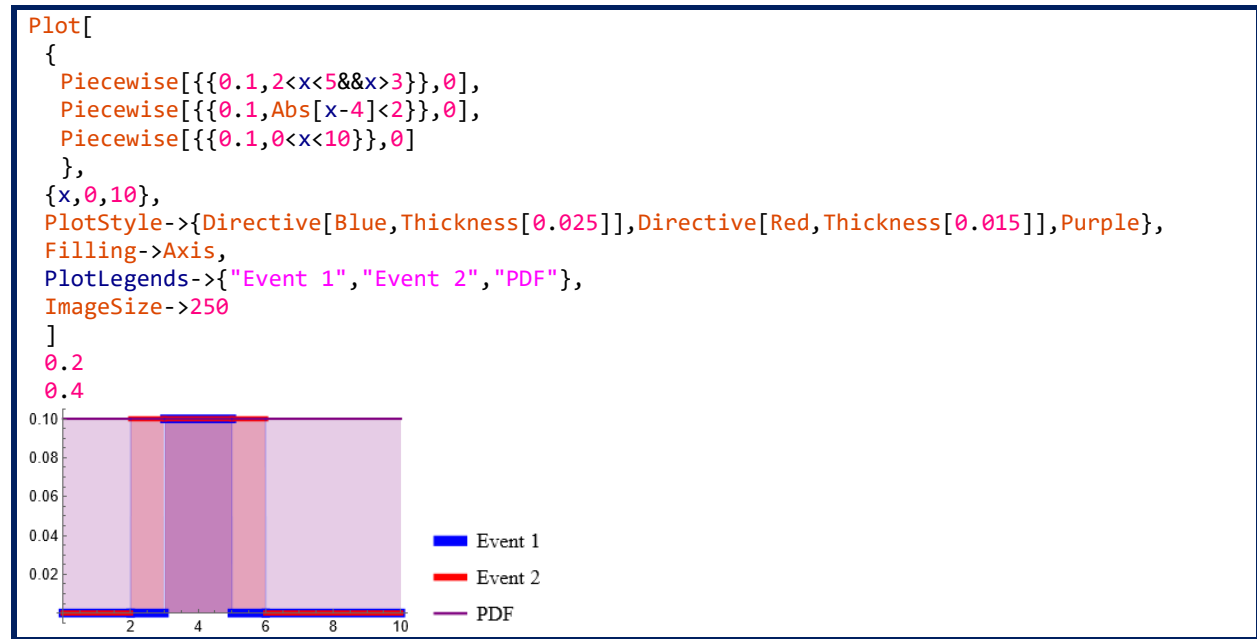 Plot[
{
Piecewise[{{0.1,2<x<5&&x>3}},0],
Piecewise[{{0.1,Abs[x-4]<2}},0],
Piecewise[{{0.1,0<x<10}},0]
},
{x,0,10},
PlotStyle->{Directive[Blue,Thickness[0.025]],Directive[Red,Thickness[0.015]],Purple},
Filling->Axis,
PlotLegends->{"Event 1","Event 2","PDF"},
ImageSize->250
]
0.2
0.4
0.10
0.08
0.06
0.04
0.02
2 4 6 8 10
Event 1
Event 2
PDF